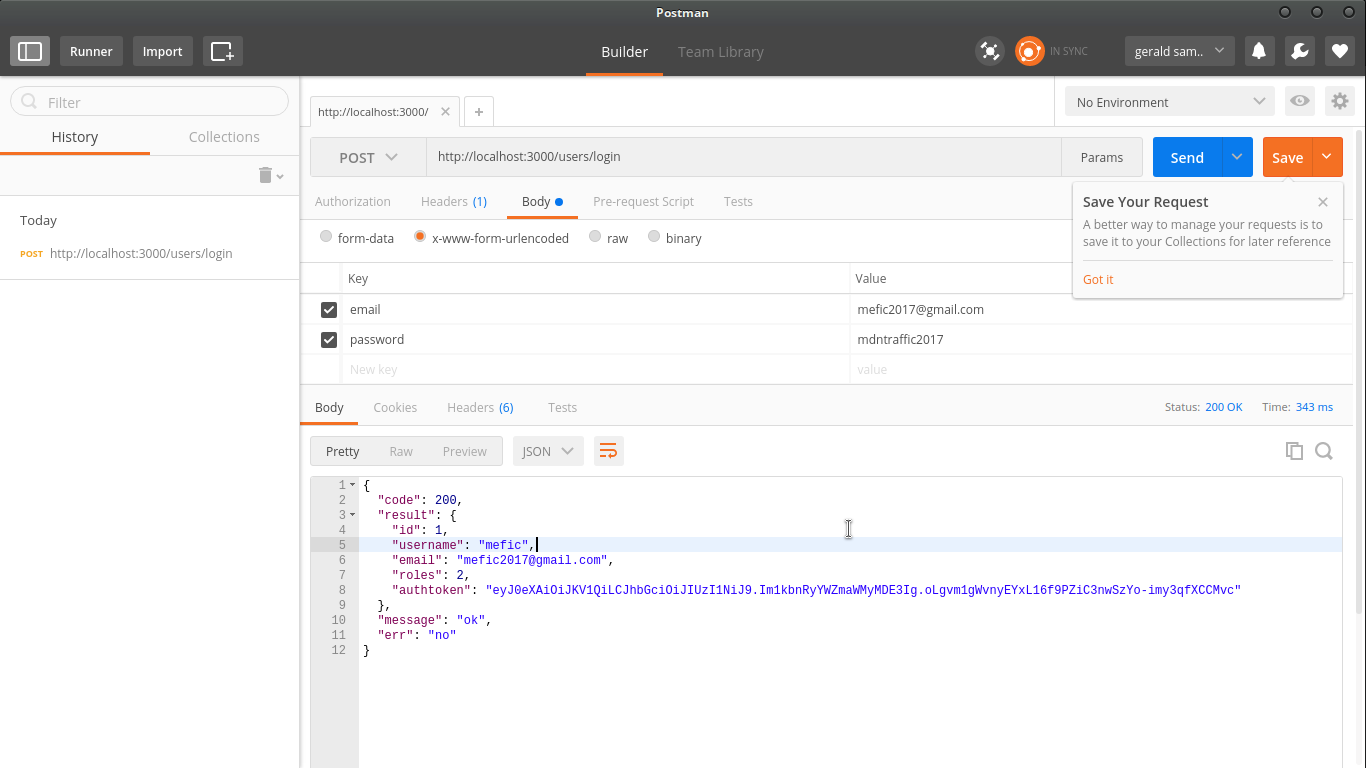 Postman
Runner Import Builder Team Library IN SYNC gerald sam..
Filter
History Collections
Today
POST http://localhost:3000/users/login
http://localhost:3000/ No Environment
POST http://localhost:3000/users/login Params Send Save
Authorization Headers (1) Body Pre-request Script Tests
form-data x-www-form-urlencoded raw binary
Save Your Request
A better way to manage your requests is to
save it to your Collections for later reference
Got it
Key Value
email mefic2017@gmail.com
password mdntraffic2017
New key value
Body Cookies Headers (6) Tests Status: 200 OK Time: 343 ms
Pretty Raw Preview JSON
1 {
2 "code": 200,
3 "result": {
4 "id": 1,
5 "username": "mefic",
6 "email": "mefic2017@gmail.com",
7 "roles": 2,
8 "authtoken": "eyJ0eXAiOiJKV1QiLCJhbGciOiJIUzI1NiJ9.Im1kbnRyYWZmaWMyMDE3Ig.oLgvm1gWvnyEYxL16f9PZiC3nwSzYo-imy3qfXCCMvc"
9 },
10 "message": "ok",
11 "err": "no"
12 }